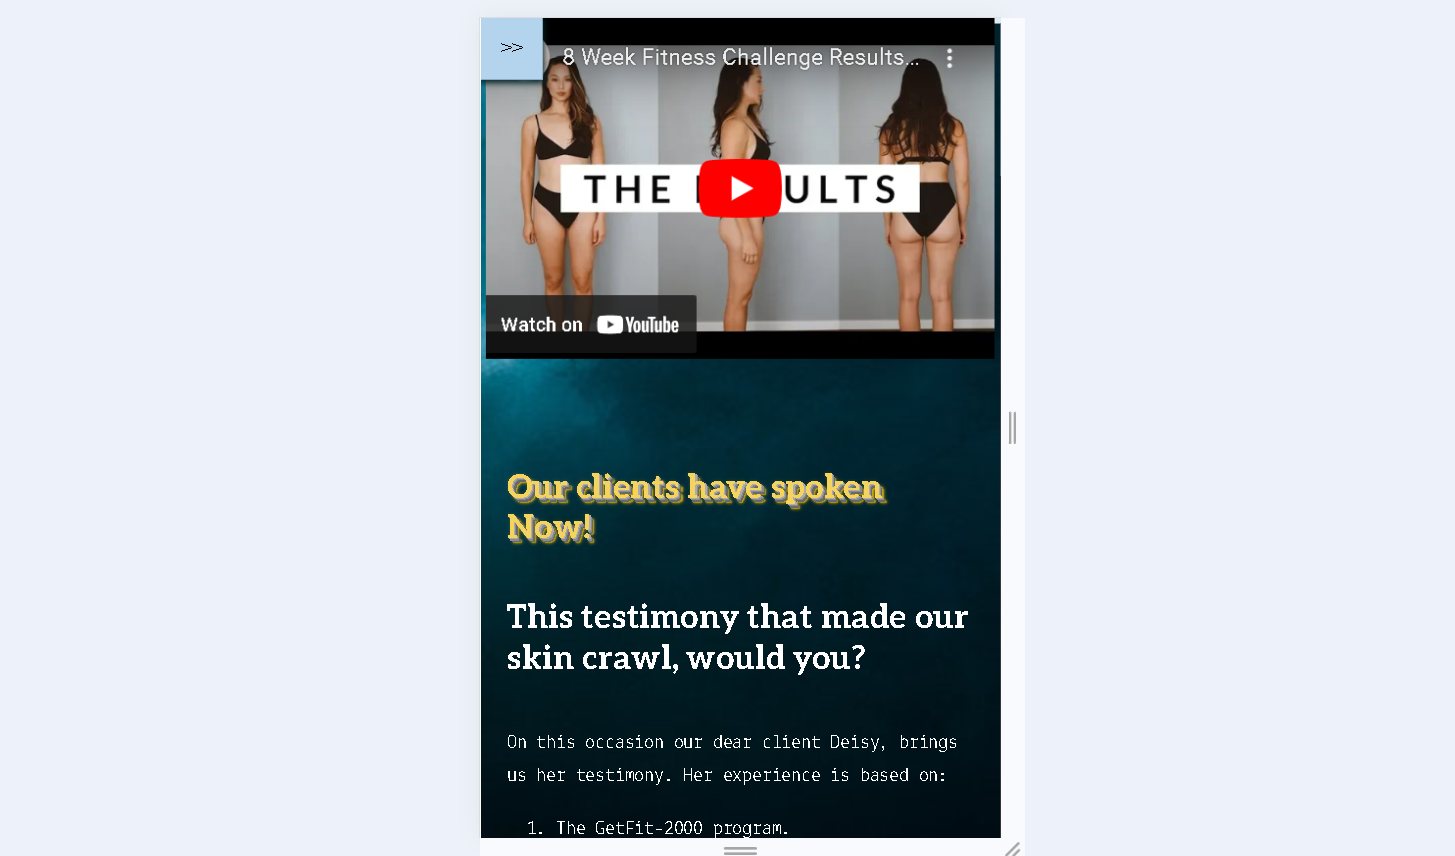 >>
8 Week Fitness Challenge Results...
THE ULTS
Watch on YouTube
Our clients have spoken
Now!
This testimony that made our
skin crawl, would you?
On this occasion our dear client Deisy, brings
us her testimony. Her experience is based on:
1. The GetFit-2000 program.